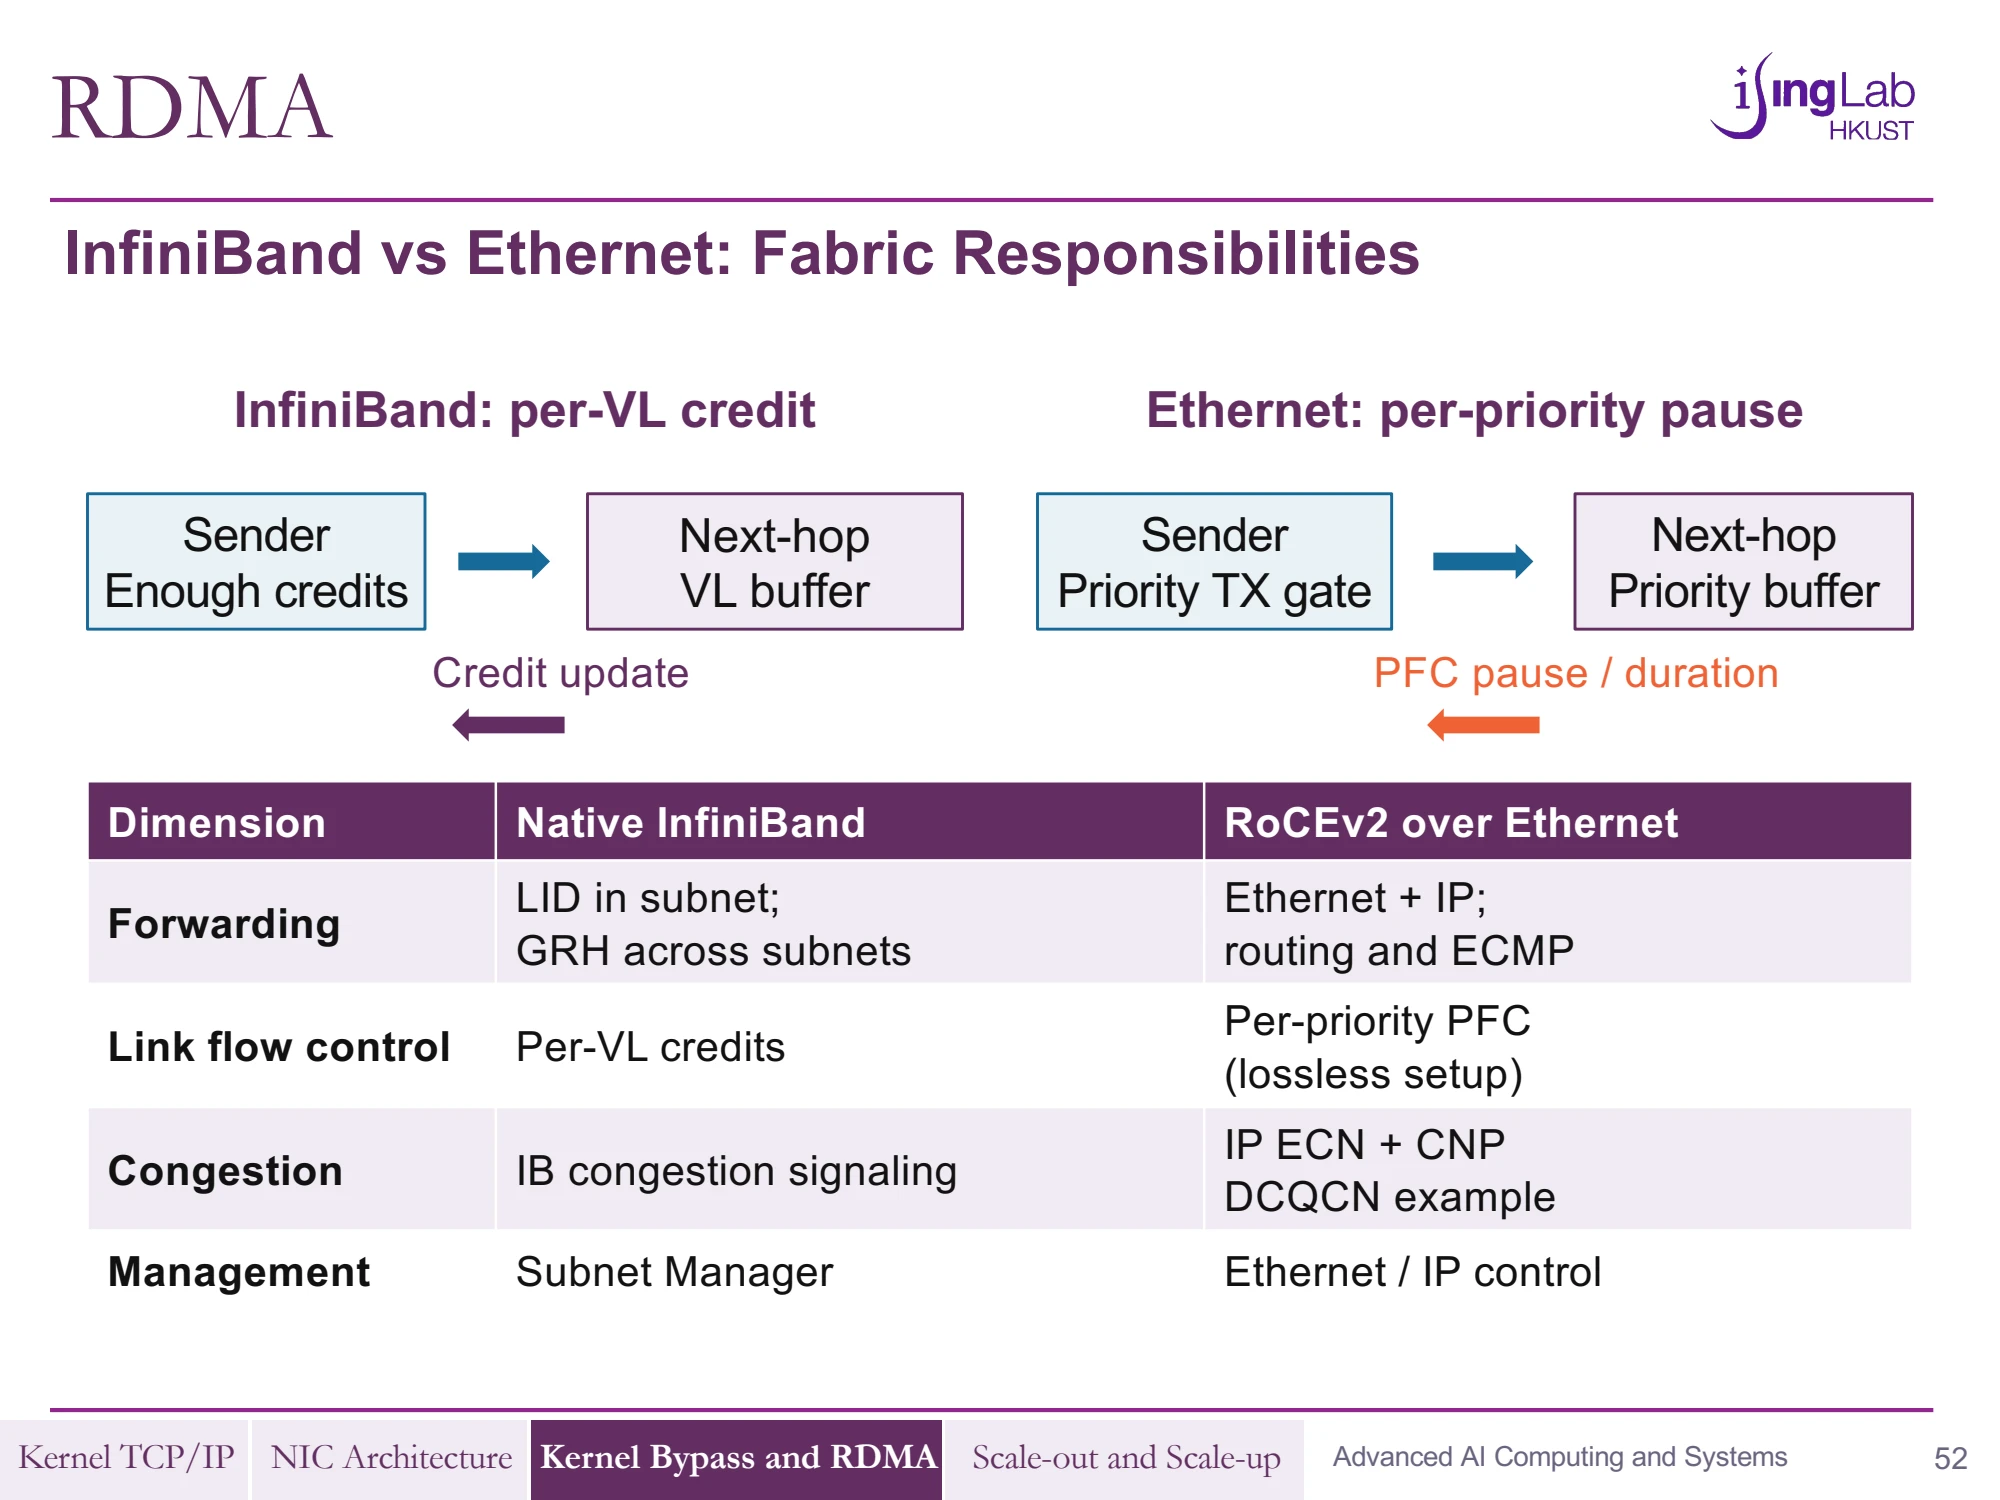 RDMA
isingLab
HKUST
InfiniBand vs Ethernet: Fabric Responsibilities
InfiniBand: per-VL credit
Ethernet: per-priority pause
Sender
Enough credits
Next-hop
VL buffer
Sender
Priority TX gate
Next-hop
Priority buffer
Credit update
PFC pause / duration
Dimension
Native InfiniBand
RoCEv2 over Ethernet
Forwarding
LID in subnet;
GRH across subnets
Ethernet + IP;
routing and ECMP
Link flow control
Per-VL credits
Per-priority PFC
(lossless setup)
Congestion
IB congestion signaling
IP ECN + CNP
DCQCN example
Management
Subnet Manager
Ethernet / IP control
Kernel TCP/IP
NIC Architecture
Kernel Bypass and RDMA
Scale-out and Scale-up
Advanced AI Computing and Systems
52